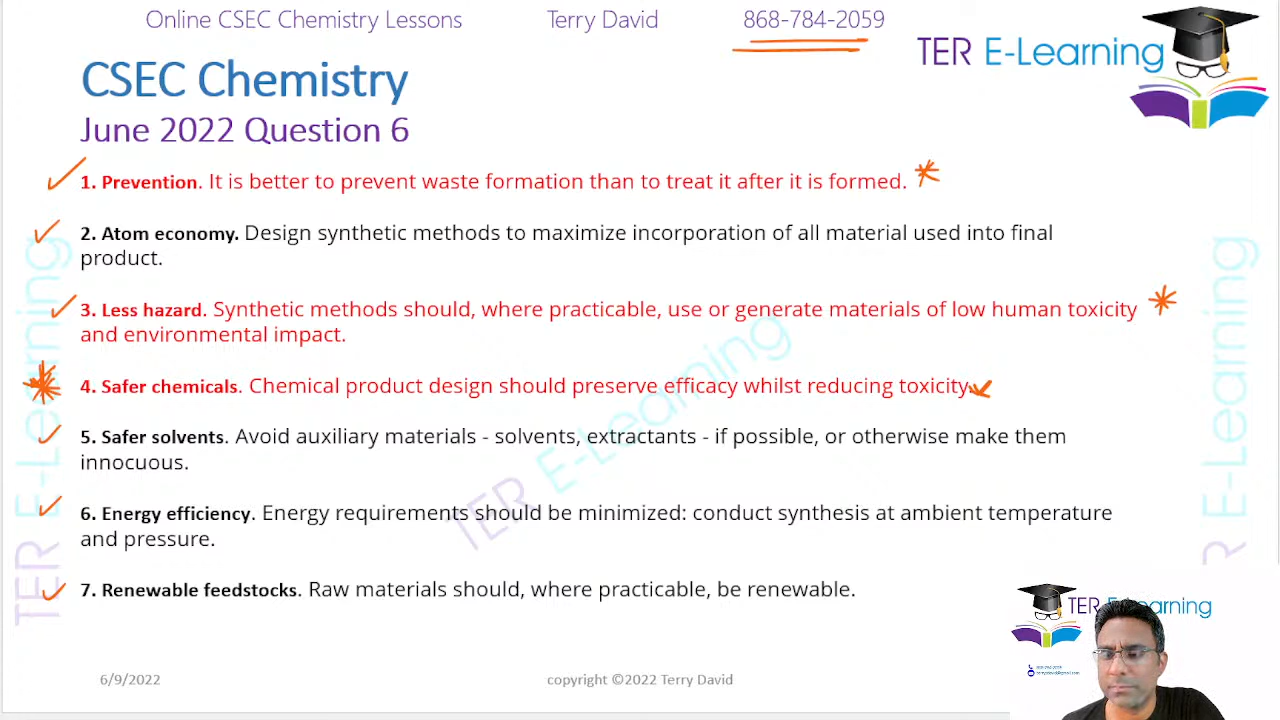 Online CSEC Chemistry Lessons Terry David 868-784-2059
TER E-Learning
CSEC Chemistry
June 2022 Question 6
1. Prevention. It is better to prevent waste formation than to treat it after it is formed.
2. Atom economy. Design synthetic methods to maximize incorporation of all material used into final
product.
3. Less hazard. Synthetic methods should, where practicable, use or generate materials of low human toxicity
and environmental impact.
4. Safer chemicals. Chemical product design should preserve efficacy whilst reducing toxicity.
5. Safer solvents. Avoid auxiliary materials - solvents, extractants - if possible, or otherwise make them
innocuous.
6. Energy efficiency. Energy requirements should be minimized: conduct synthesis at ambient temperature
and pressure.
7. Renewable feedstocks. Raw materials should, where practicable, be renewable.
TER E-Learning
TER E-Learning
TER E-Learning
TER E-Learning
6/9/2022
copyright ©2022 Terry David